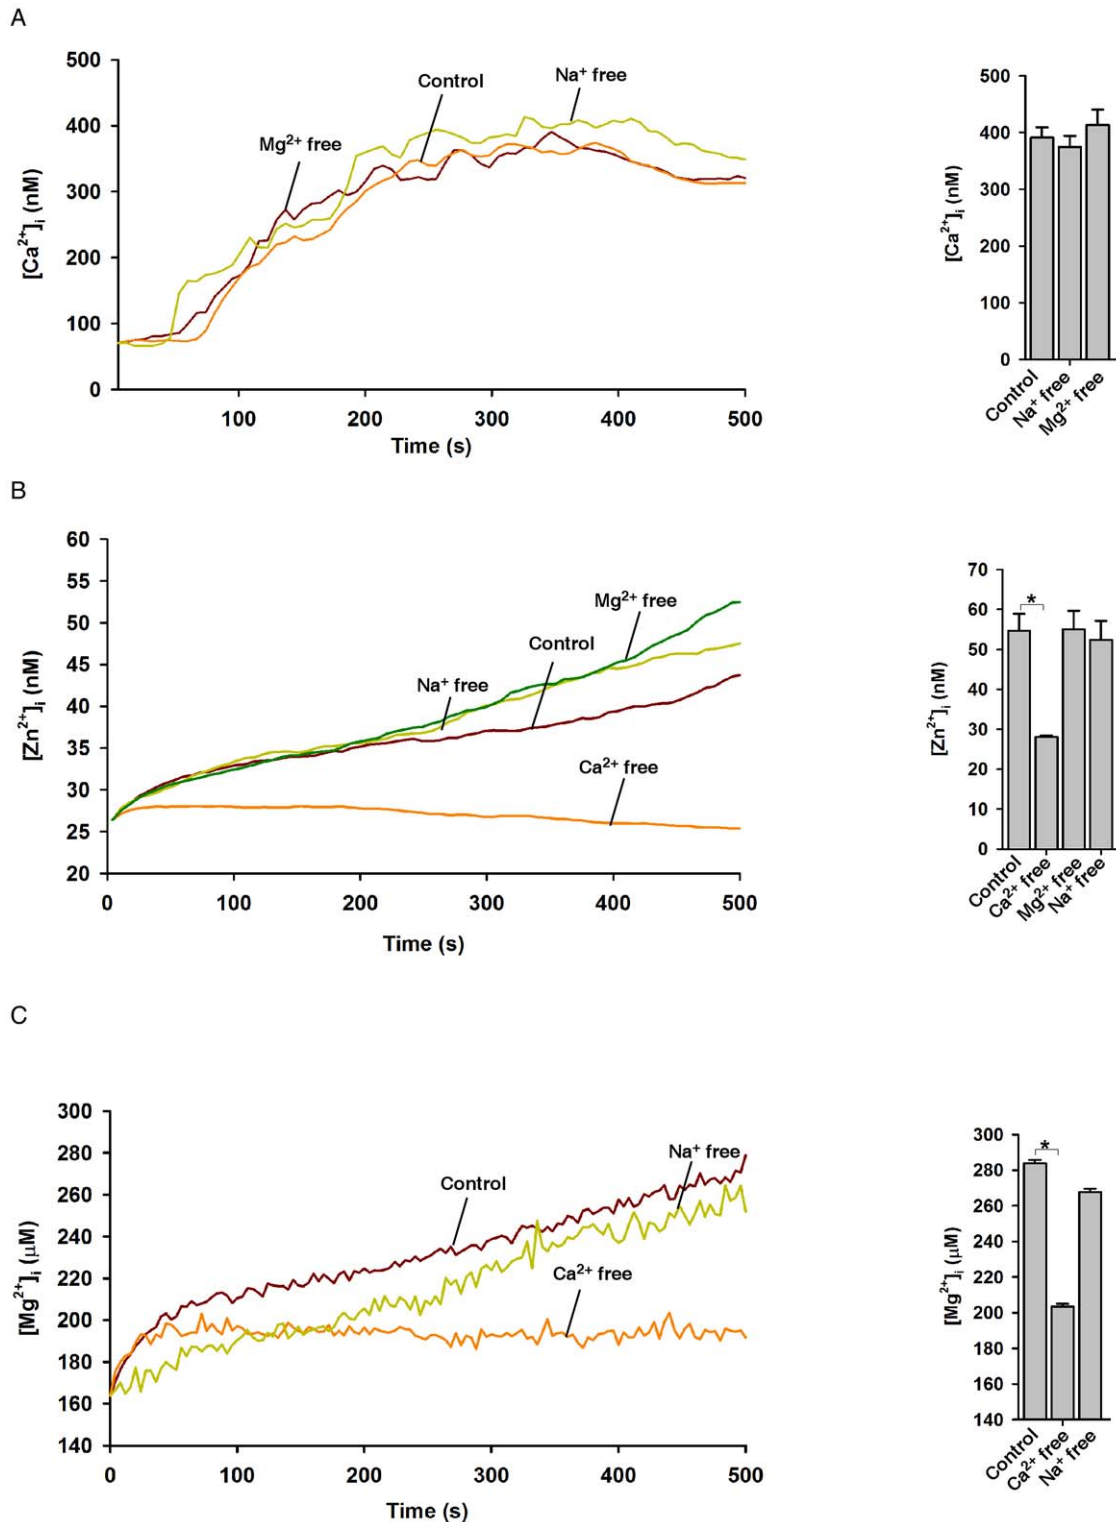 A
500
400
300
200
100
0
[Ca²⁺]ᵢ (nM)
Mg²⁺ free
Control
Na⁺ free
100
200
300
400
500
Time (s)
500
400
300
200
100
0
[Ca²⁺]ᵢ (nM)
Control
Na⁺ free
Mg²⁺ free
B
60
55
50
45
40
35
30
25
20
[Zn²⁺]ᵢ (nM)
Mg²⁺ free
Control
Na⁺ free
Ca²⁺ free
0
100
200
300
400
500
Time (s)
70
60
50
40
30
20
10
0
[Zn²⁺]ᵢ (nM)
*
Control
Ca²⁺ free
Mg²⁺ free
Na⁺ free
C
300
280
260
240
220
200
180
160
140
[Mg²⁺]ᵢ (µM)
Na⁺ free
Control
Ca²⁺ free
0
100
200
300
400
500
Time (s)
300
280
260
240
220
200
180
160
140
[Mg²⁺]ᵢ (µM)
*
Control
Ca²⁺ free
Na⁺ free